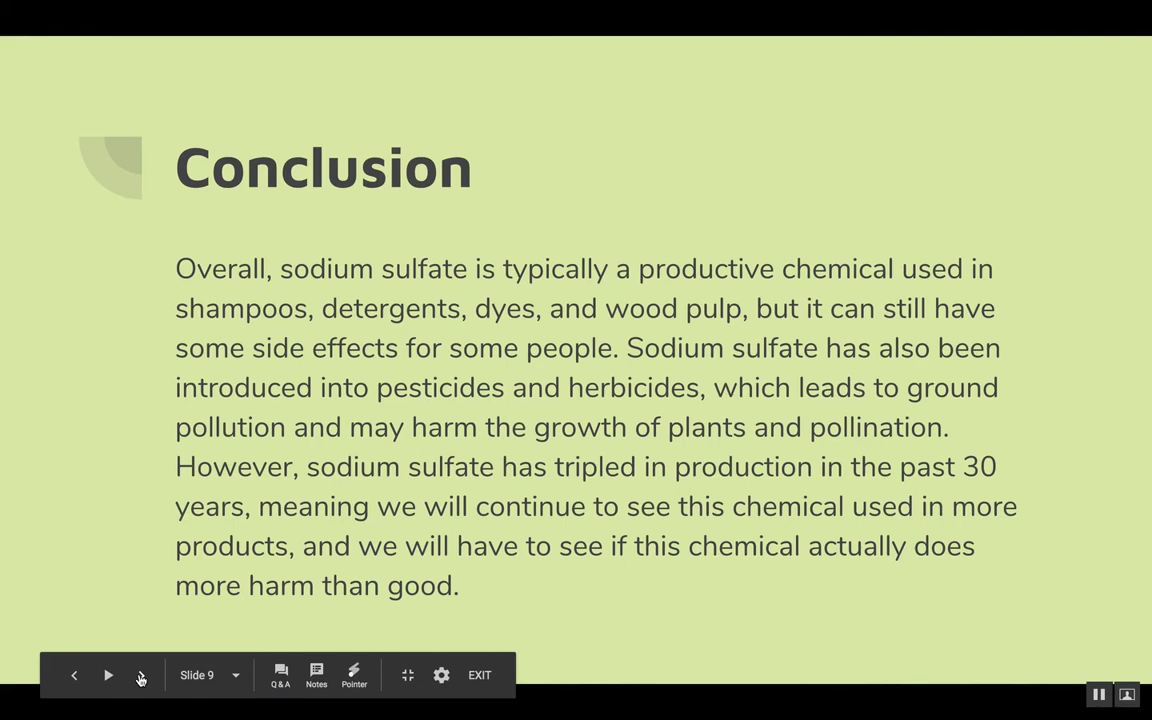 Conclusion
Overall, sodium sulfate is typically a productive chemical used in
shampoos, detergents, dyes, and wood pulp, but it can still have
some side effects for some people. Sodium sulfate has also been
introduced into pesticides and herbicides, which leads to ground
pollution and may harm the growth of plants and pollination.
However, sodium sulfate has tripled in production in the past 30
years, meaning we will continue to see this chemical used in more
products, and we will have to see if this chemical actually does
more harm than good.
Slide 9
Q & A
Notes
Pointer
EXIT